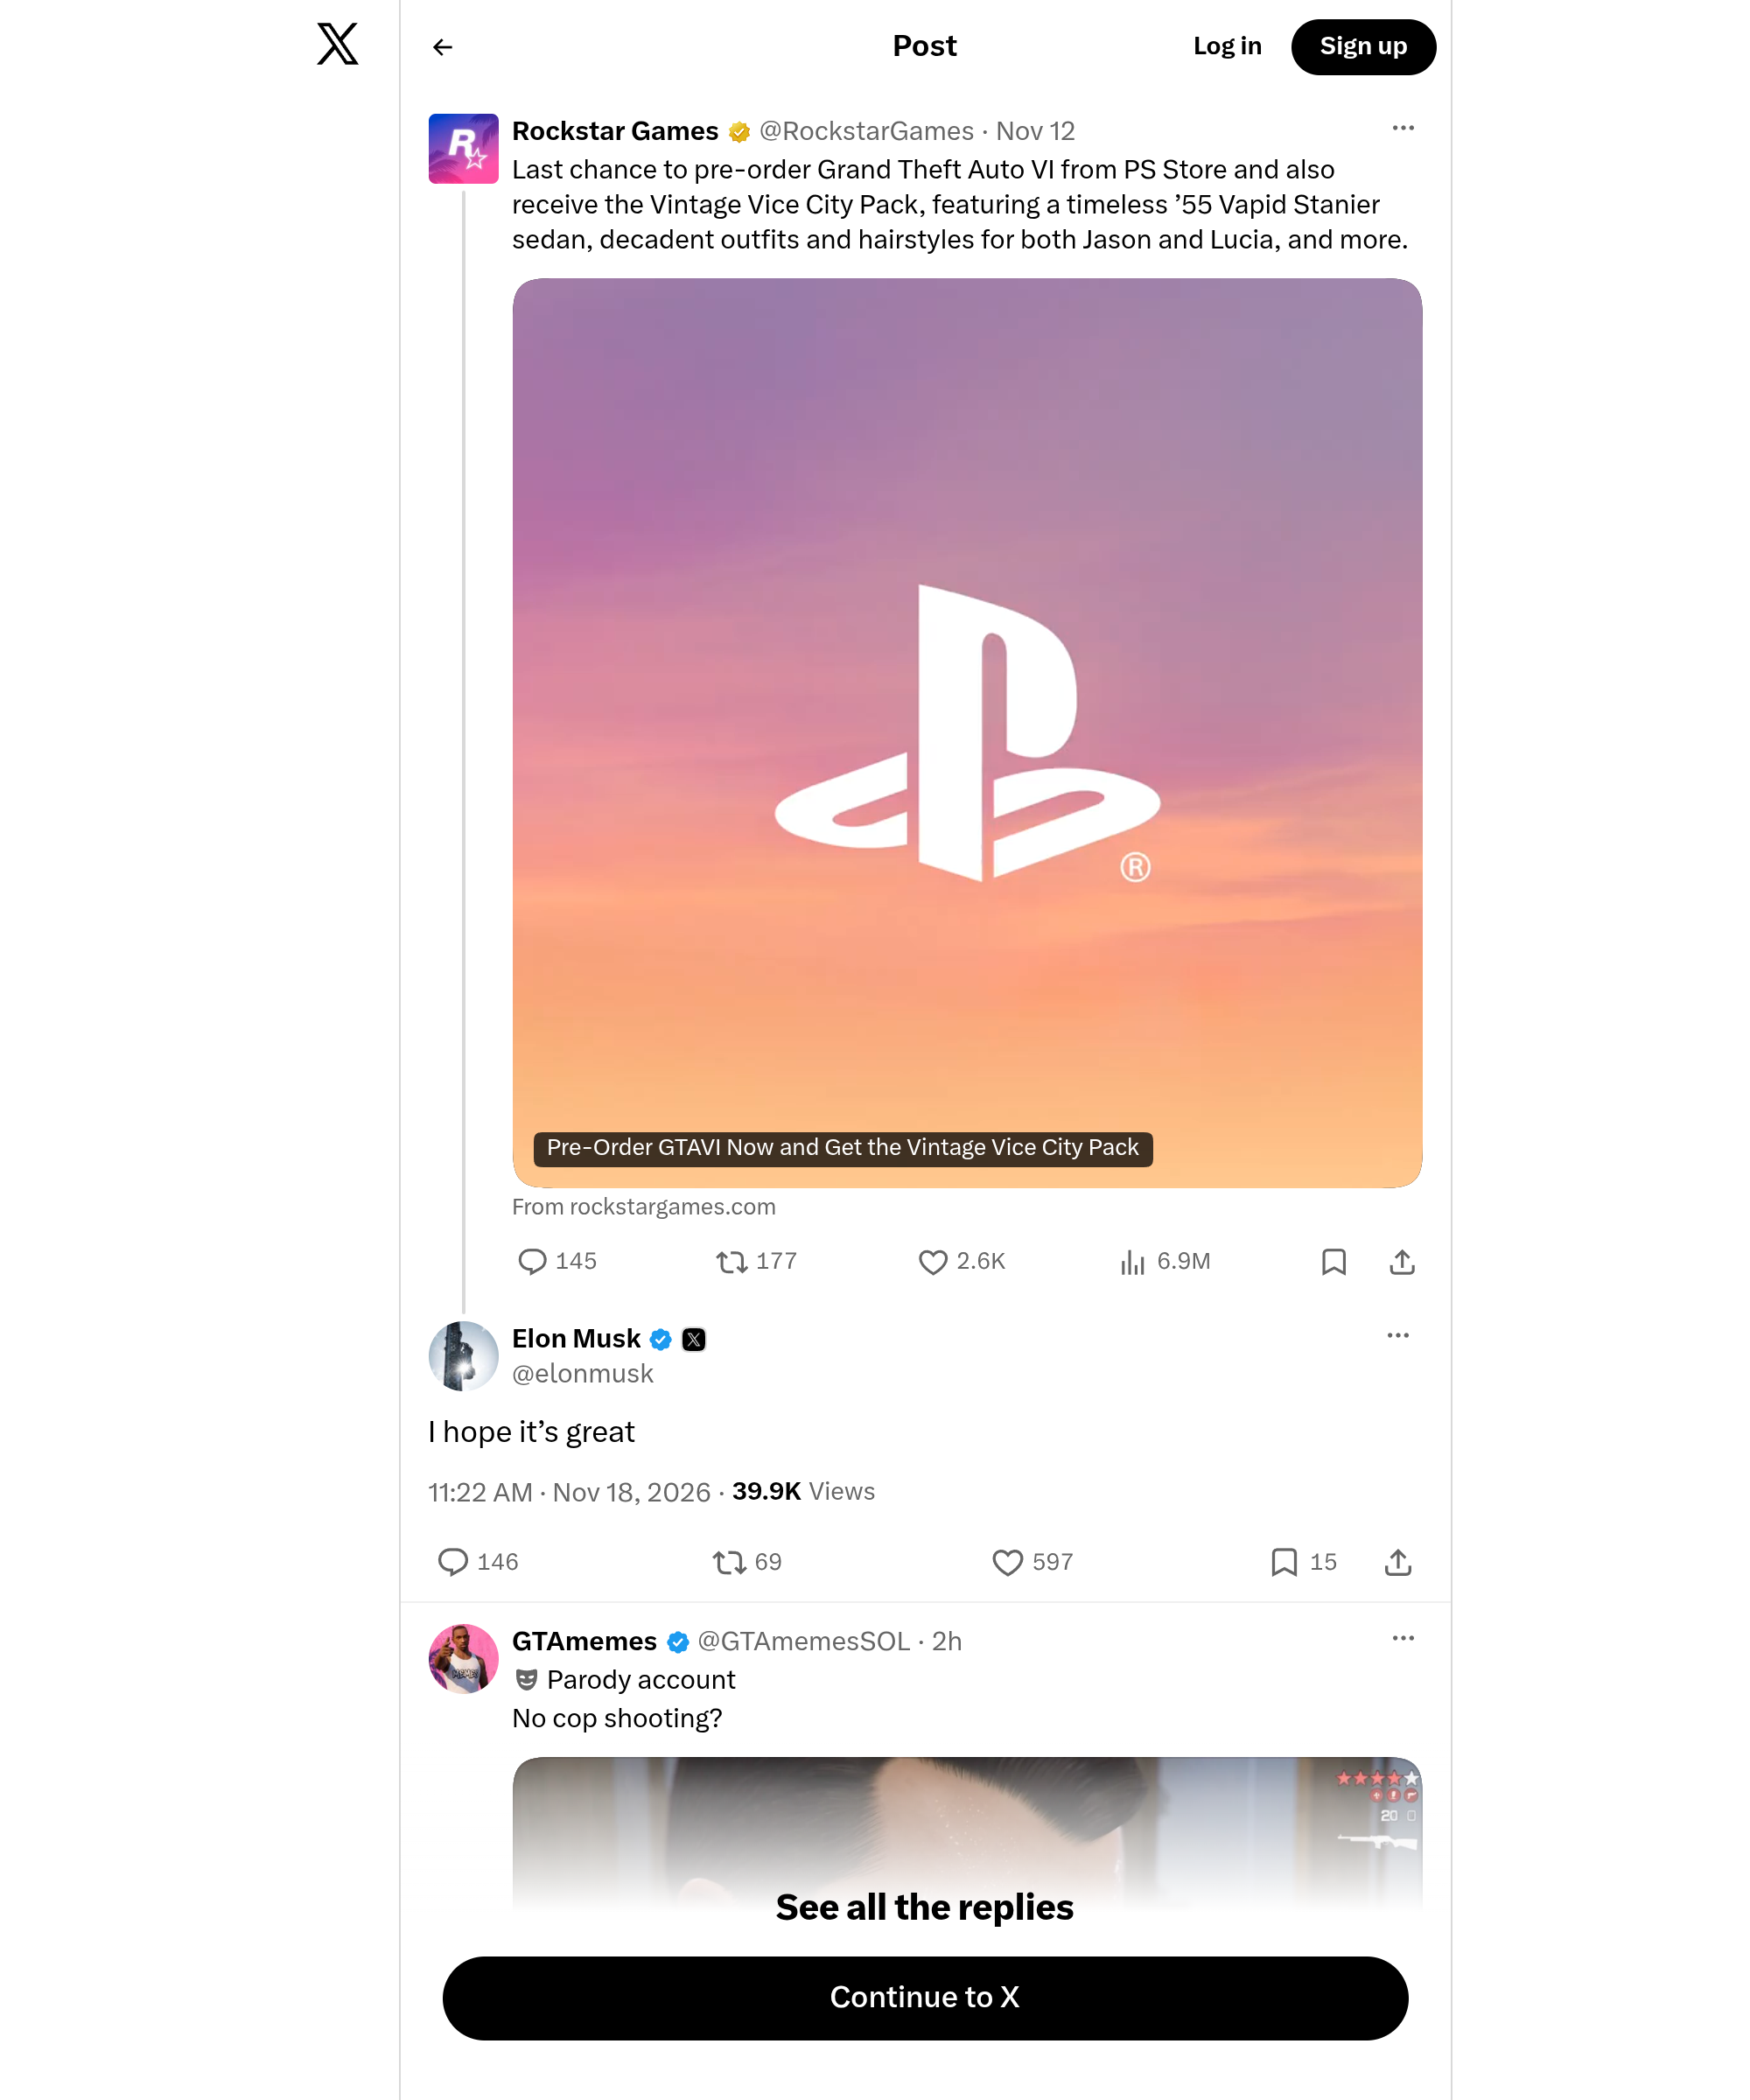 Post
Log in
Sign up
Rockstar Games @RockstarGames · Nov 12
Last chance to pre-order Grand Theft Auto VI from PS Store and also
receive the Vintage Vice City Pack, featuring a timeless ’55 Vapid Stanier
sedan, decadent outfits and hairstyles for both Jason and Lucia, and more.
®
Pre-Order GTAVI Now and Get the Vintage Vice City Pack
From rockstargames.com
145 177 2.6K 6.9M
Elon Musk
@elonmusk
I hope it’s great
11:22 AM · Nov 18, 2026 · 39.9K Views
146 69 597 15
GTAmemes @GTAmemesSOL · 2h
Parody account
No cop shooting?
20
See all the replies
Continue to X